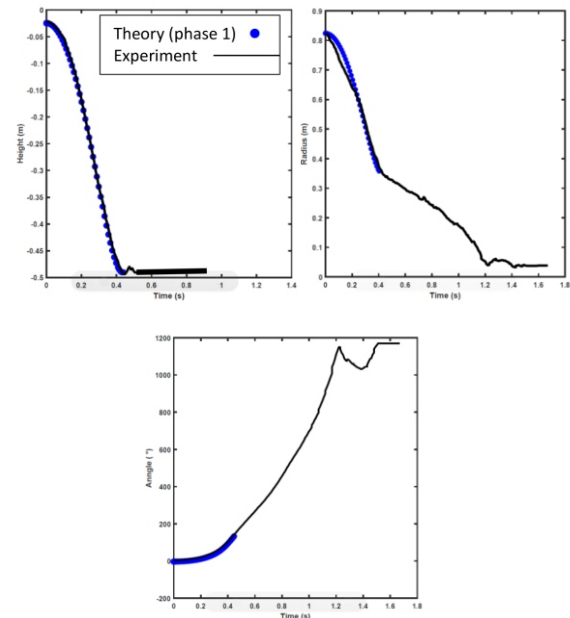 0
-0.05
-0.1
-0.15
-0.2
-0.25
-0.3
-0.35
-0.4
-0.45
-0.5
Height (m)
0 0.2 0.4 0.6 0.8 1 1.2 1.4
Time (s)
Theory (phase 1)
Experiment
0.9
0.8
0.7
0.6
0.5
0.4
0.3
0.2
0.1
0
Radius (m)
0 0.2 0.4 0.6 0.8 1 1.2 1.4 1.6 1.8
Time (s)
1200
1000
800
600
400
200
0
-200
Anngle ( °)
0 0.2 0.4 0.6 0.8 1 1.2 1.4 1.6 1.8
Time (s)